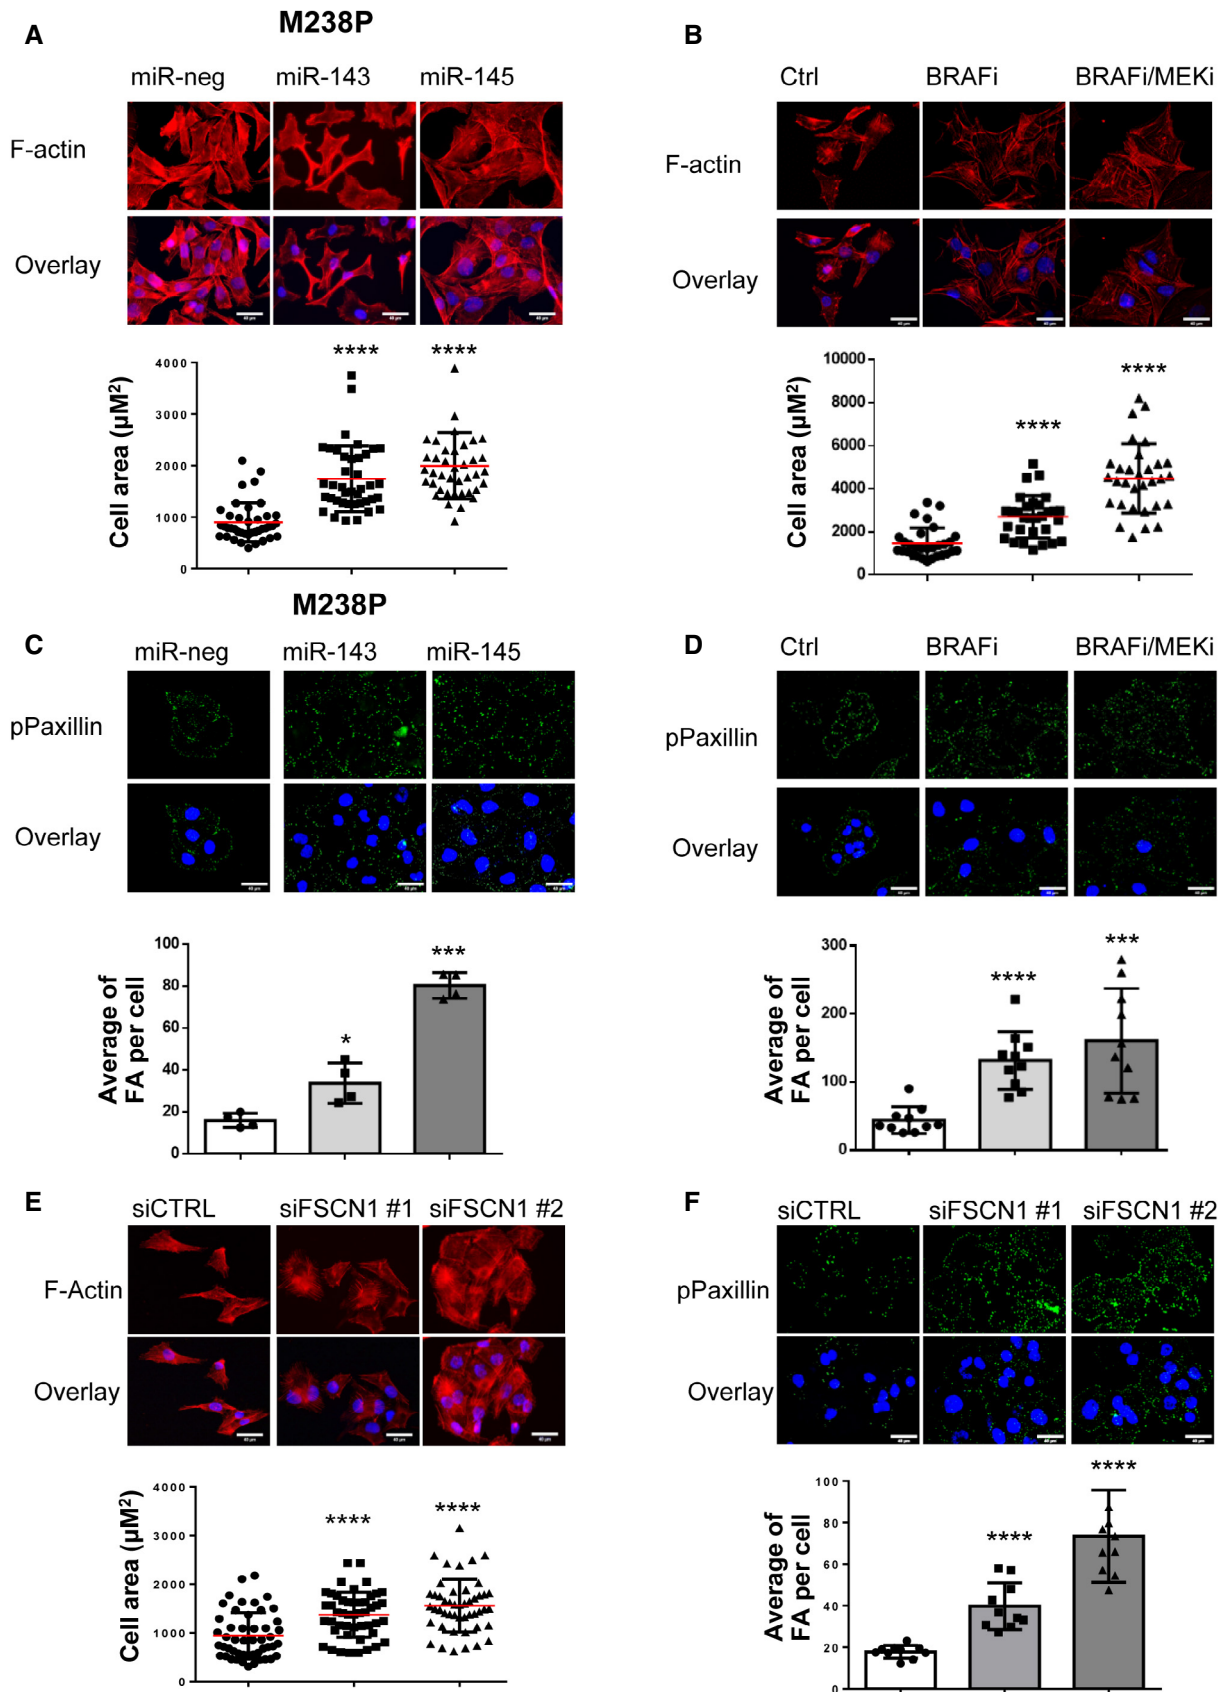 A
M238P
miR-neg miR-143 miR-145
F-actin
Overlay
**** ****
Cell area (µM²)
4000
3000
2000
1000
0
B
Ctrl BRAFi BRAFi/MEKi
F-actin
Overlay
****
****
Cell area (µM²)
10000
8000
6000
4000
2000
0
M238P
C
miR-neg miR-143 miR-145
pPaxillin
Overlay
***
*
Average of
FA per cell
100
80
60
40
20
0
D
Ctrl BRAFi BRAFi/MEKi
pPaxillin
Overlay
***
****
Average of
FA per cell
300
200
100
0
E
siCTRL siFSCN1 #1 siFSCN1 #2
F-Actin
Overlay
****
****
Cell area (µM²)
4000
3000
2000
1000
0
F
siCTRL siFSCN1 #1 siFSCN1 #2
pPaxillin
Overlay
****
****
Average of
FA per cell
100
80
60
40
20
0